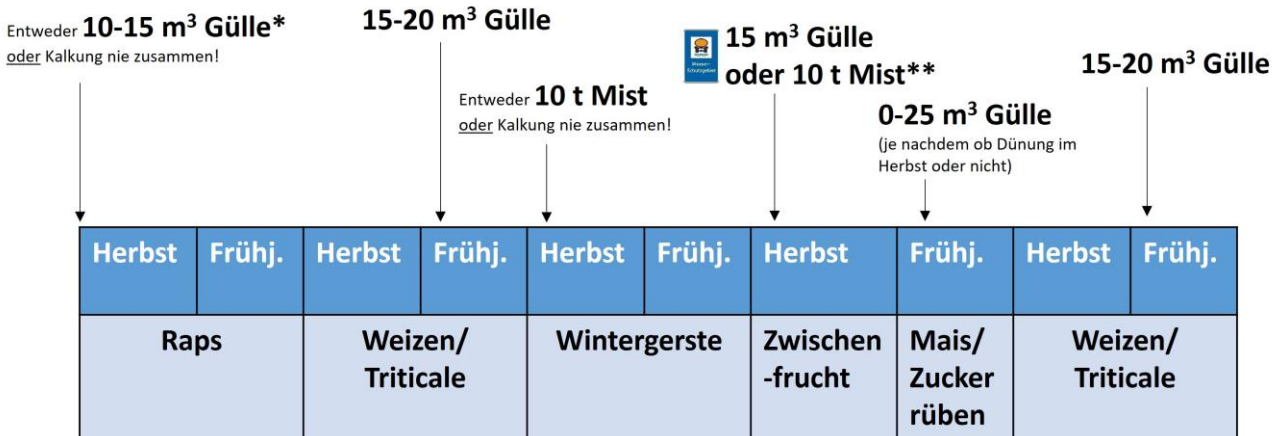 Entweder 10-15 m³ Gülle*
oder Kalkung nie zusammen!
15-20 m³ Gülle
Entweder 10 t Mist
oder Kalkung nie zusammen!
15 m³ Gülle
oder 10 t Mist**
0-25 m³ Gülle
(je nachdem ob Dünung im
Herbst oder nicht)
15-20 m³ Gülle
Herbst Frühj. Herbst Frühj. Herbst Frühj. Herbst Frühj. Herbst Frühj.
Raps
Weizen/
Triticale
Wintergerste
Zwischen
-frucht
Mais/
Zucker
rüben
Weizen/
Triticale